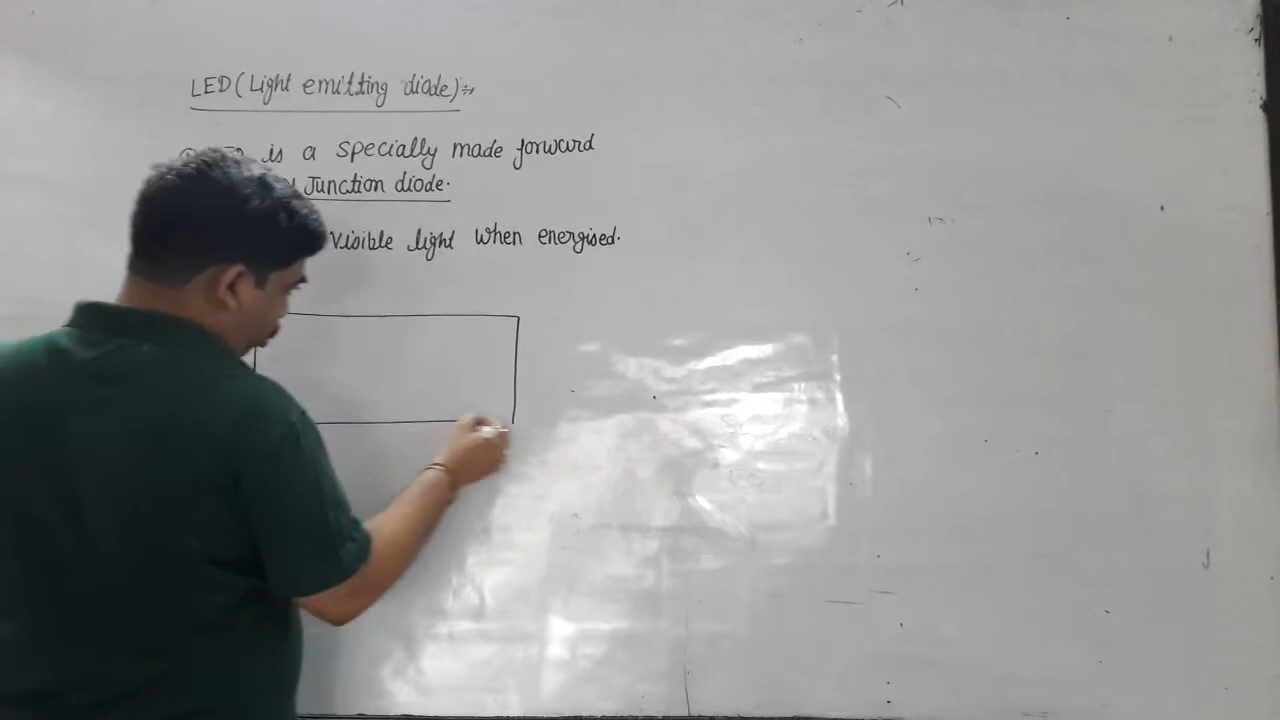 LED (Light emitting diode):→
is a specially made forward
Junction diode.
visible light when energised.